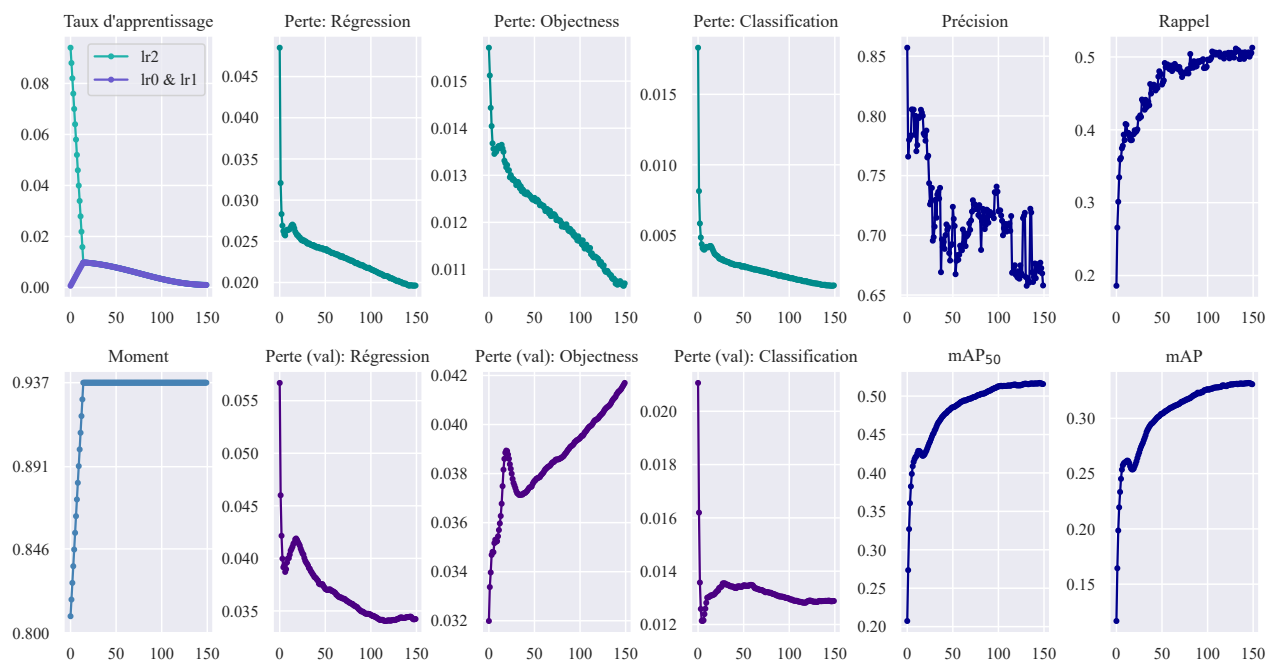 Taux d'apprentissage
Perte: Régression
Perte: Objectness
Perte: Classification
Précision
Rappel
lr2
lr0 & lr1
0.08
0.06
0.04
0.02
0.00
0 50 100 150
0.045
0.040
0.035
0.030
0.025
0.020
0 50 100 150
0.015
0.014
0.013
0.012
0.011
0 50 100 150
0.015
0.010
0.005
0 50 100 150
0.85
0.80
0.75
0.70
0.65
0 50 100 150
0.5
0.4
0.3
0.2
0 50 100 150
Moment
Perte (val): Régression
Perte (val): Objectness
Perte (val): Classification
mAP50
mAP
0.937
0.891
0.846
0.800
0 50 100 150
0.055
0.050
0.045
0.040
0.035
0 50 100 150
0.042
0.040
0.038
0.036
0.034
0.032
0 50 100 150
0.020
0.018
0.016
0.014
0.012
0 50 100 150
0.50
0.45
0.40
0.35
0.30
0.25
0.20
0 50 100 150
0.30
0.25
0.20
0.15
0 50 100 150